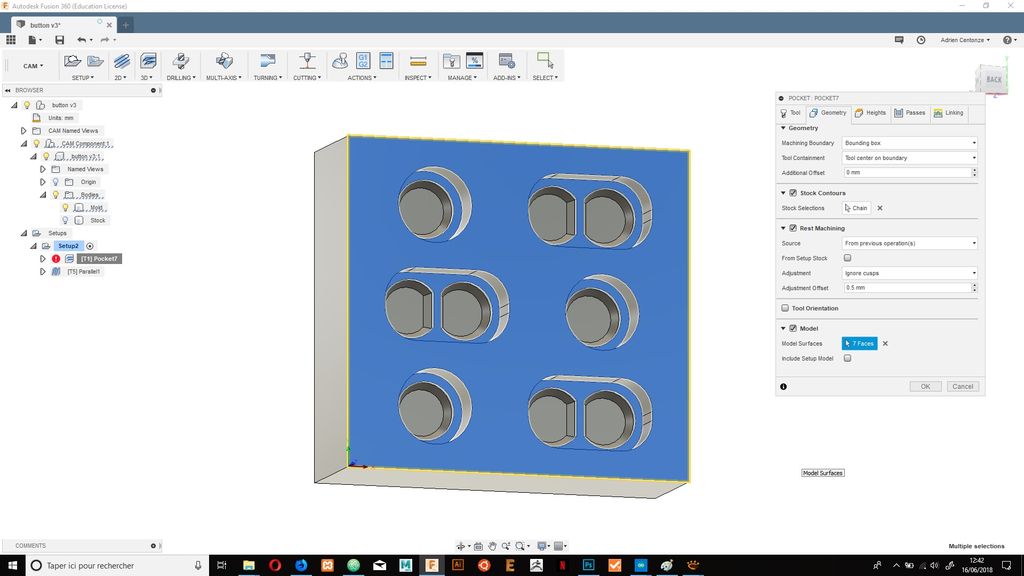 Autodesk Fusion 360 (Education License)
button v3*
Adrien Centonze
CAM
SETUP
2D
3D
DRILLING
MULTI-AXIS
TURNING
CUTTING
G1
G2
ACTIONS
INSPECT
MANAGE
ADD-INS
SELECT
BROWSER
button v3
Units: mm
CAM Named Views
CAM Component:1
button v3:1
Named Views
Origin
Bodies
Mold
Stock
Setups
Setup2
[T1] Pocket7
[T5] Parallel1
BACK
POCKET : POCKET7
Tool Geometry Heights Passes Linking
Geometry
Machining Boundary Bounding box
Tool Containment Tool center on boundary
Additional Offset 0 mm
Stock Contours
Stock Selections Chain
Rest Machining
Source From previous operation(s)
From Setup Stock
Adjustment Ignore cusps
Adjustment Offset 0.5 mm
Tool Orientation
Model
Model Surfaces 7 Faces
Include Setup Model
OK Cancel
Model Surfaces
COMMENTS
Multiple selections
Taper ici pour rechercher
12:42
16/06/2018